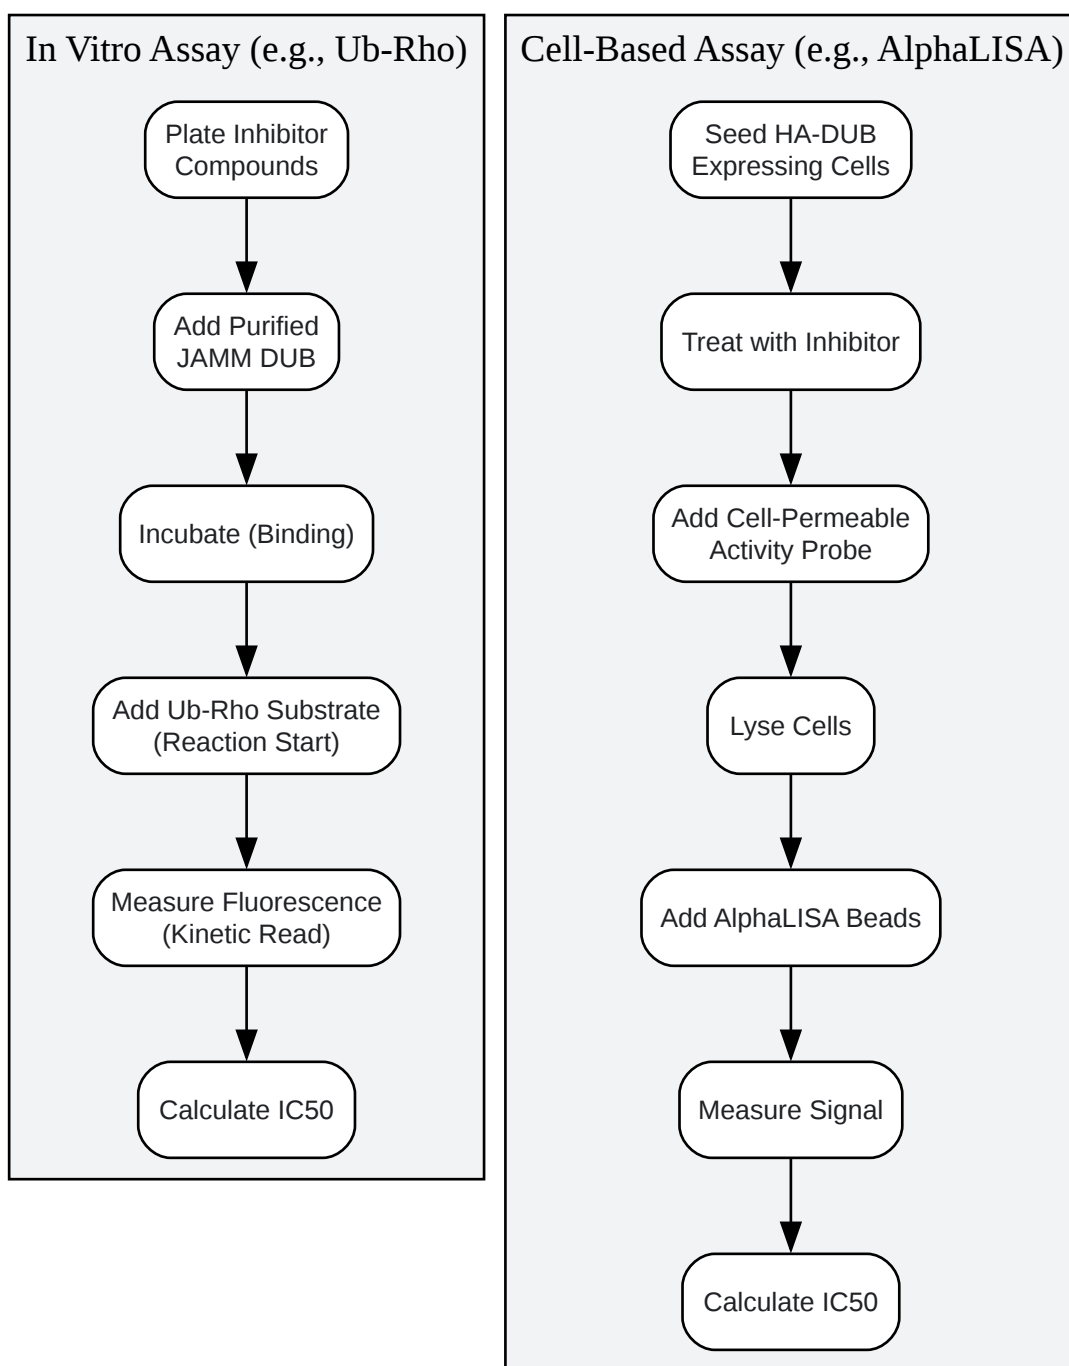 In Vitro Assay (e.g., Ub-Rho)
Plate Inhibitor
Compounds
Add Purified
JAMM DUB
Incubate (Binding)
Add Ub-Rho Substrate
(Reaction Start)
Measure Fluorescence
(Kinetic Read)
Calculate IC50
Cell-Based Assay (e.g., AlphaLISA)
Seed HA-DUB
Expressing Cells
Treat with Inhibitor
Add Cell-Permeable
Activity Probe
Lyse Cells
Add AlphaLISA Beads
Measure Signal
Calculate IC50